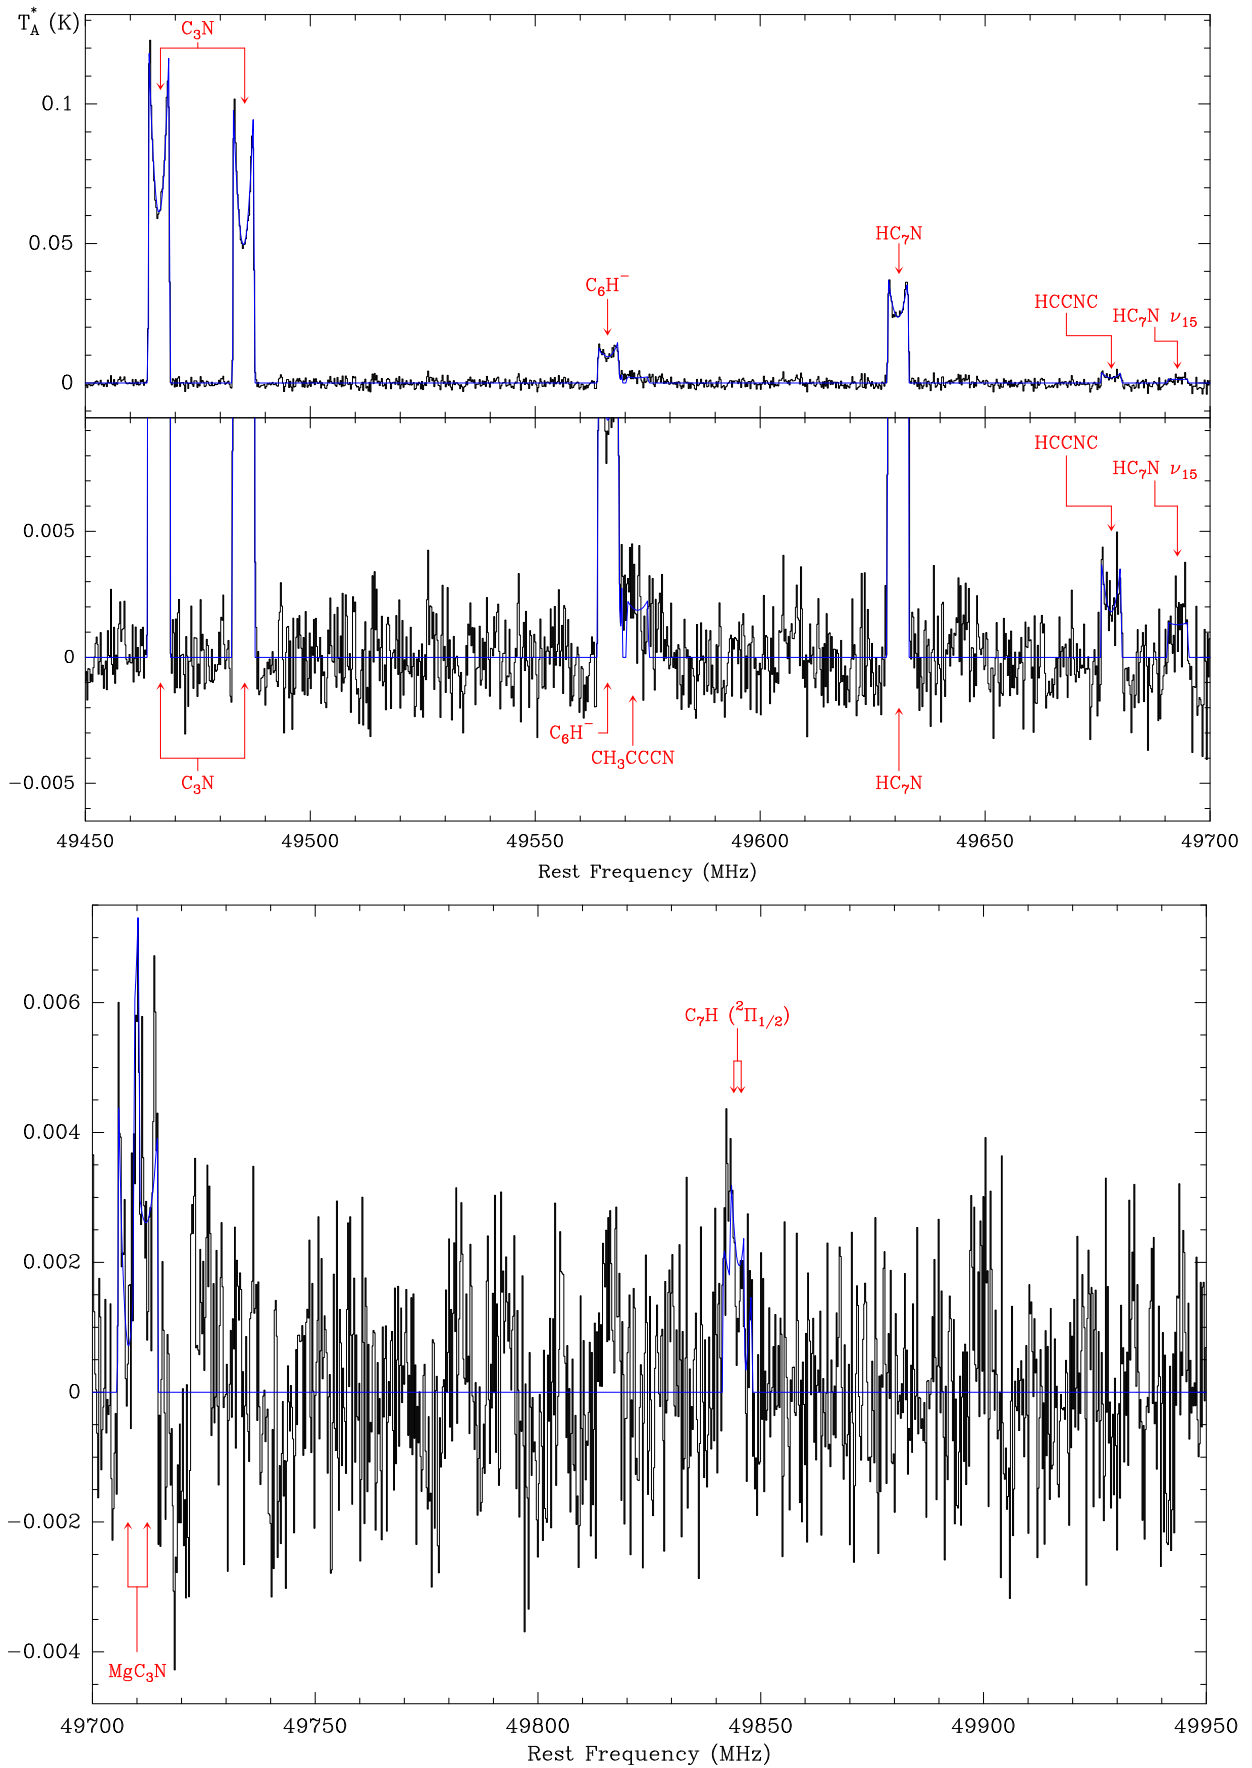 T*A (K)
C3N
0.1
HC7N
0.05
C6H−
HCCNC
HC7N ν15
0
HCCNC
HC7N ν15
0.005
0
C6H−
CH3CCCN
C3N
HC7N
−0.005
49450 49500 49550 49600 49650 49700
Rest Frequency (MHz)
0.006
C7H (2Π1/2)
0.004
0.002
0
−0.002
−0.004
MgC3N
49700 49750 49800 49850 49900 49950
Rest Frequency (MHz)